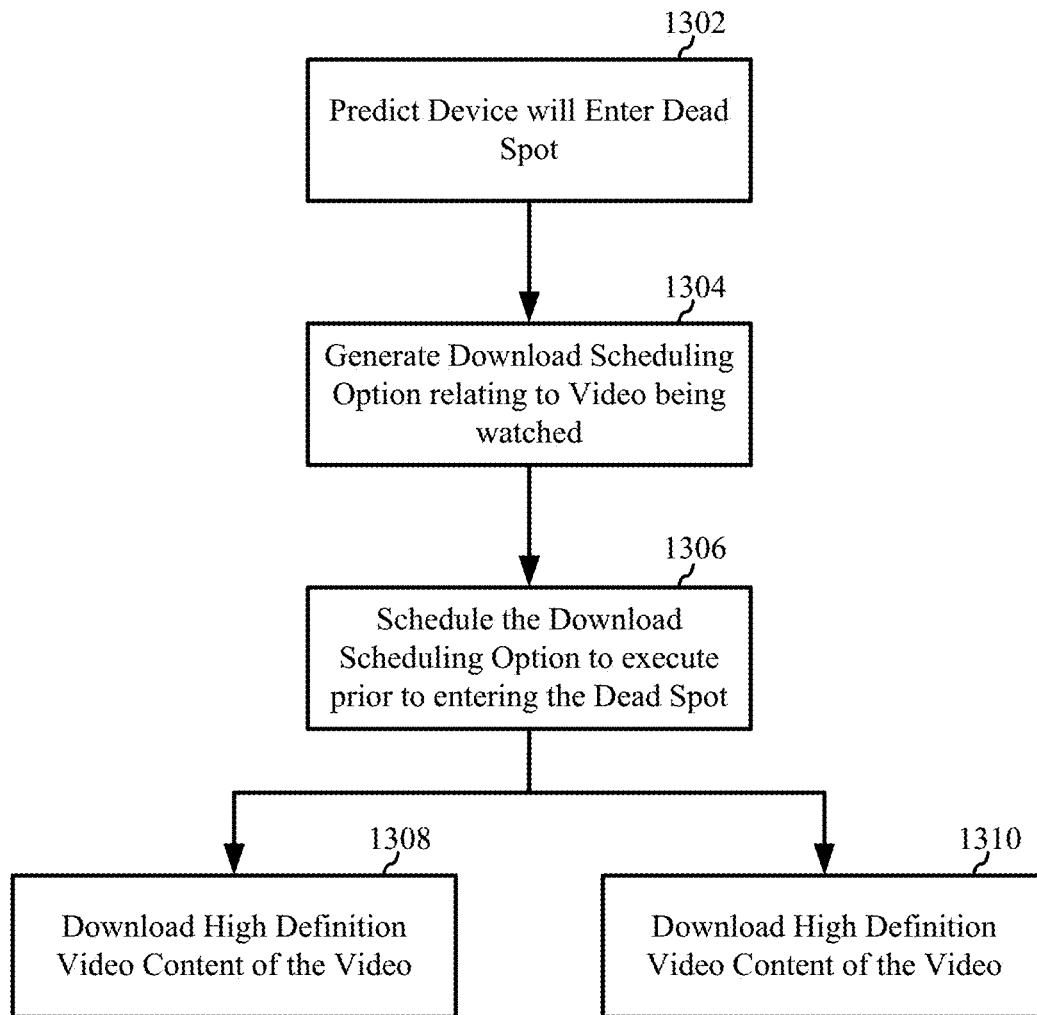 1302
Predict Device will Enter Dead
Spot
1304
Generate Download Scheduling
Option relating to Video being
watched
1306
Schedule the Download
Scheduling Option to execute
prior to entering the Dead Spot
1308
Download High Definition
Video Content of the Video
1310
Download High Definition
Video Content of the Video